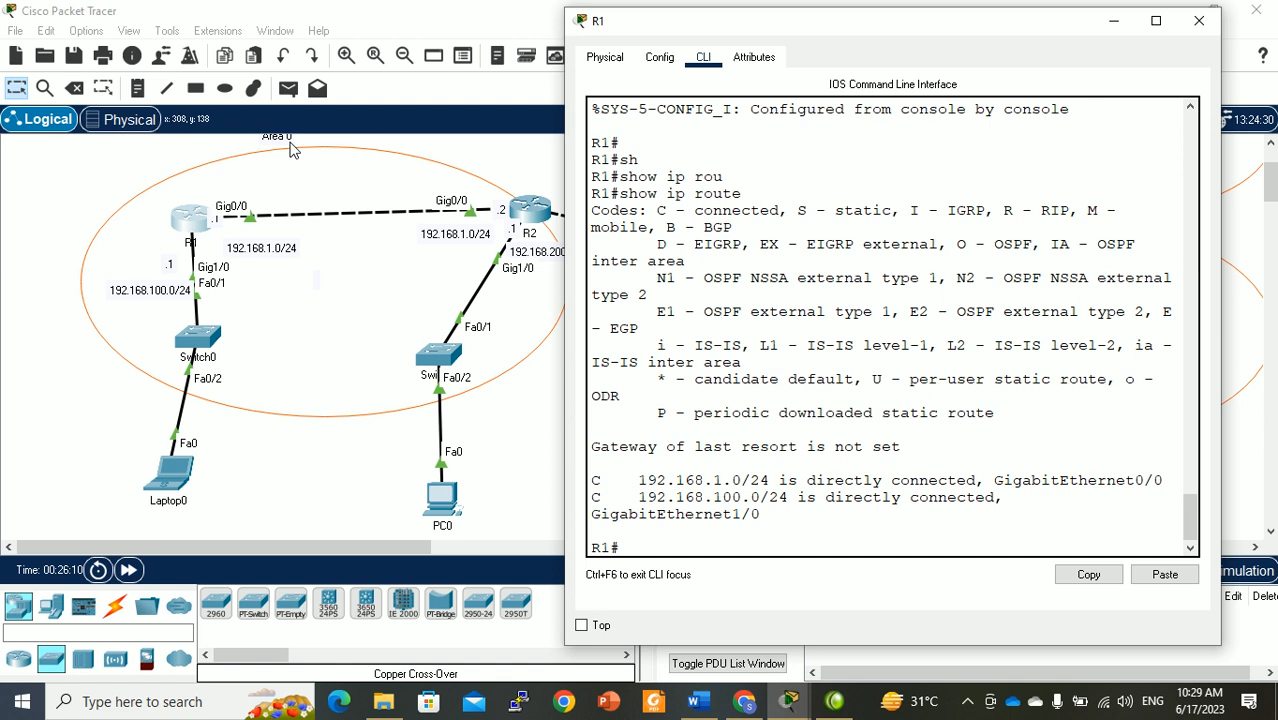 Cisco Packet Tracer
File Edit Options View Tools Extensions Window Help
Logical
Physical
x: 308, y: 138
13:24:30
Area 0
Gig0/0
.1
R1
192.168.1.0/24
Gig0/0
.2
192.168.1.0/24
.1
R2
192.168.200
Gig1/0
.1
Gig1/0
192.168.100.0/24
Fa0/1
Switch0
Fa0/2
Fa0/1
Swi
Fa0/2
Fa0
Laptop0
Fa0
PC0
Time: 00:26:10
2960
PT-Switch
PT-Empty
3560 24PS
3650 24PS
IE 2000
PT-Bridge
2950-24
2950T
Copper Cross-Over
R1
Physical Config CLI Attributes
IOS Command Line Interface
%SYS-5-CONFIG_I: Configured from console by console
R1#
R1#sh
R1#show ip rou
R1#show ip route
Codes: C - connected, S - static, I - IGRP, R - RIP, M -
mobile, B - BGP
D - EIGRP, EX - EIGRP external, O - OSPF, IA - OSPF
inter area
N1 - OSPF NSSA external type 1, N2 - OSPF NSSA external
type 2
E1 - OSPF external type 1, E2 - OSPF external type 2, E
- EGP
i - IS-IS, L1 - IS-IS level-1, L2 - IS-IS level-2, ia -
IS-IS inter area
* - candidate default, U - per-user static route, o -
ODR
P - periodic downloaded static route
Gateway of last resort is not set
C 192.168.1.0/24 is directly connected, GigabitEthernet0/0
C 192.168.100.0/24 is directly connected,
GigabitEthernet1/0
R1#
Ctrl+F6 to exit CLI focus
Copy
Paste
Top
imulation
Edit
Delet
Toggle PDU List Window
Type here to search
31°C
ENG
10:29 AM
6/17/2023